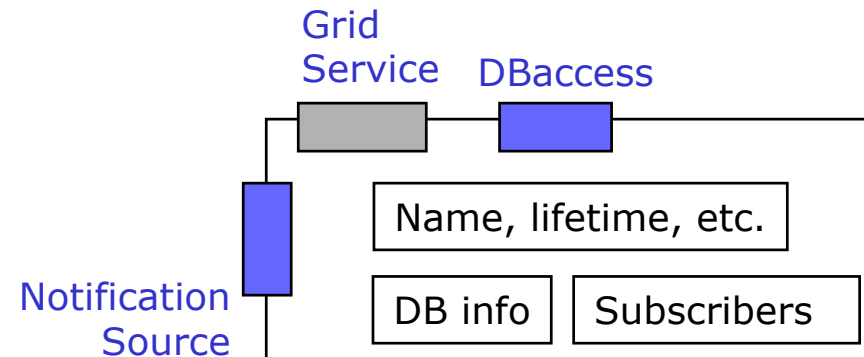 Grid
Service
DBaccess
Name, lifetime, etc.
Notification
Source
DB info
Subscribers